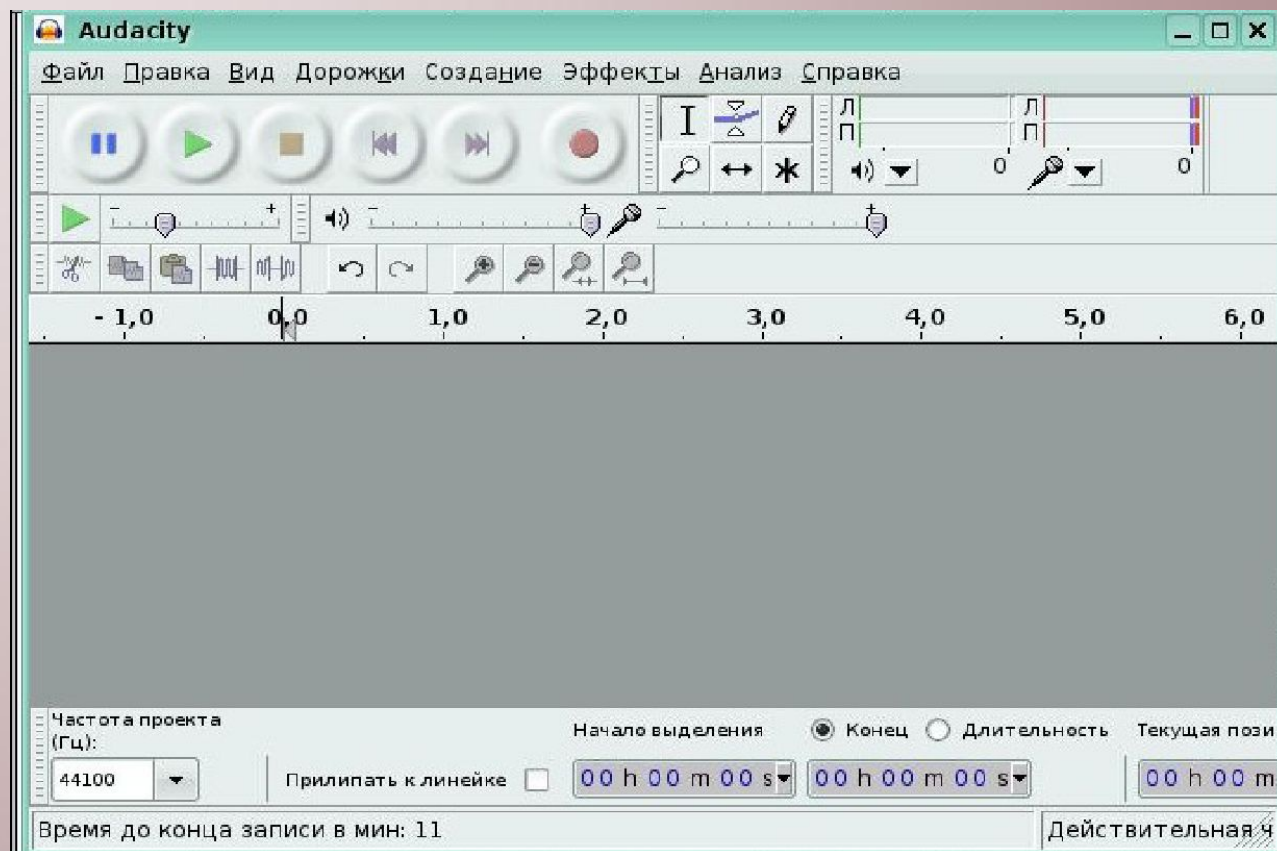 Audacity
Файл Правка Вид Дорожки Создание Эффекты Анализ Справка
Л Л
П П
0 0
- + - + - +
- 1,0 0,0 1,0 2,0 3,0 4,0 5,0 6,0
Частота проекта
(Гц):
Начало выделения Конец Длительность Текущая пози
44100 Прилипать к линейке 00 h 00 m 00 s 00 h 00 m 00 s 00 h 00 m
Время до конца записи в мин: 11 Действительная ч